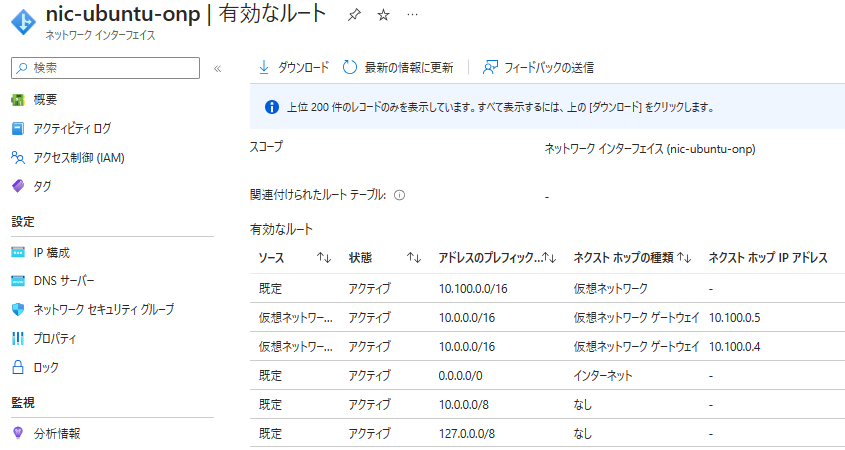 nic-ubuntu-onp | 有効なルート ...
ネットワーク インターフェイス
検索 «
概要
アクティビティ ログ
アクセス制御 (IAM)
タグ
設定
IP 構成
DNS サーバー
ネットワーク セキュリティ グループ
プロパティ
ロック
監視
分析情報
ダウンロード 最新の情報に更新 フィードバックの送信
上位 200 件のレコードのみを表示しています。すべて表示するには、上の [ダウンロード] をクリックします。
スコープ ネットワーク インターフェイス (nic-ubuntu-onp)
関連付けられたルート テーブル: -
有効なルート
ソース ↑↓ 状態 ↑↓ アドレスのプレフィック...↑↓ ネクスト ホップの種類 ↑↓ ネクスト ホップ IP アドレス
既定 アクティブ 10.100.0.0/16 仮想ネットワーク -
仮想ネットワー... アクティブ 10.0.0.0/16 仮想ネットワーク ゲートウェイ 10.100.0.5
仮想ネットワー... アクティブ 10.0.0.0/16 仮想ネットワーク ゲートウェイ 10.100.0.4
既定 アクティブ 0.0.0.0/0 インターネット -
既定 アクティブ 10.0.0.0/8 なし -
既定 アクティブ 127.0.0.0/8 なし -